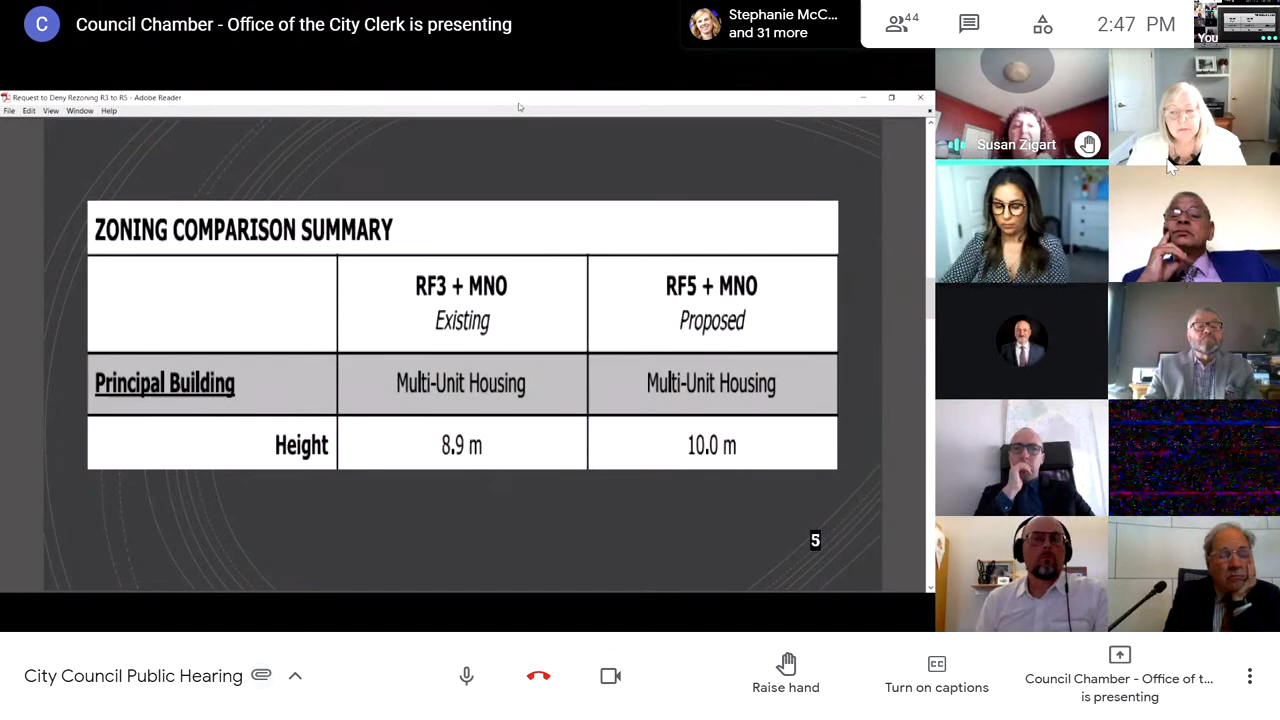 C
Council Chamber - Office of the City Clerk is presenting
Stephanie McC...
and 31 more
44
2:47 PM
You
Request to Deny Rezoning R3 to R5 - Adobe Reader
File Edit View Window Help
ZONING COMPARISON SUMMARY
RF3 + MNO
Existing
RF5 + MNO
Proposed
Principal Building
Multi-Unit Housing
Multi-Unit Housing
Height
8.9 m
10.0 m
5
Susan Zigart
City Council Public Hearing
Raise hand
CC
Turn on captions
Council Chamber - Office of t...
is presenting